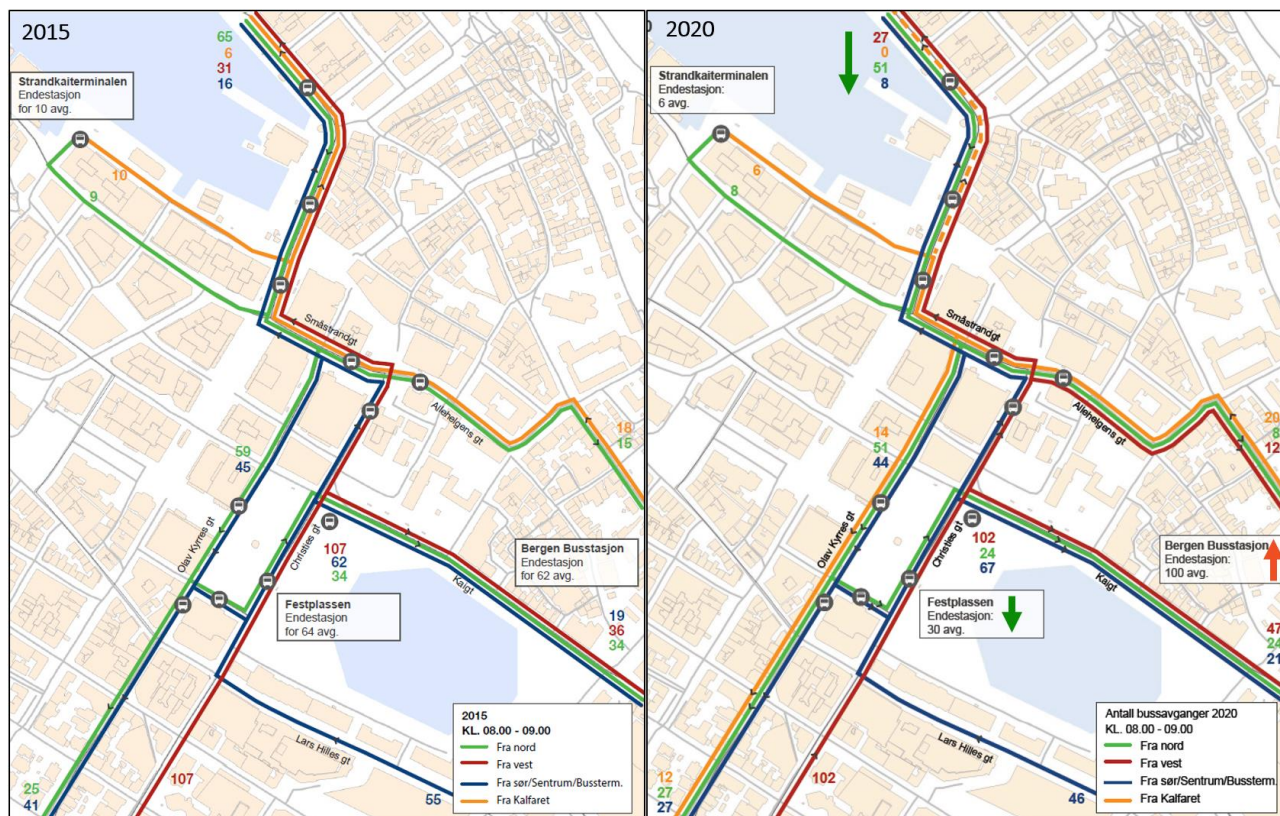 2015
65
6
31
16
Strandkaiterminalen
Endestasjon
for 10 avg.
10
9
Småstrandgt
Allehelgens gt
18
15
59
45
Olav Kyrres gt
Christies gt
107
62
34
Kaigt
Bergen Busstasjon
Endestasjon
for 62 avg.
Festplassen
Endestasjon
for 64 avg.
19
36
34
Lars Hilles gt
107
55
25
41
2015
KL. 08.00 - 09.00
Fra nord
Fra vest
Fra sør/Sentrum/Bussterm.
Fra Kalfaret
2020
27
0
51
8
Strandkaiterminalen
Endestasjon:
6 avg.
6
8
Småstrandgt
Allehelgens gt
20
8
12
14
51
44
Olav Kyrres gt
Christies gt
102
24
67
Kaigt
Bergen Busstasjon
Endestasjon:
100 avg.
Festplassen
Endestasjon:
30 avg.
47
24
21
Lars Hilles gt
102
46
12
27
27
Antall bussavganger 2020
KL. 08.00 - 09.00
Fra nord
Fra vest
Fra sør/Sentrum/Bussterm.
Fra Kalfaret